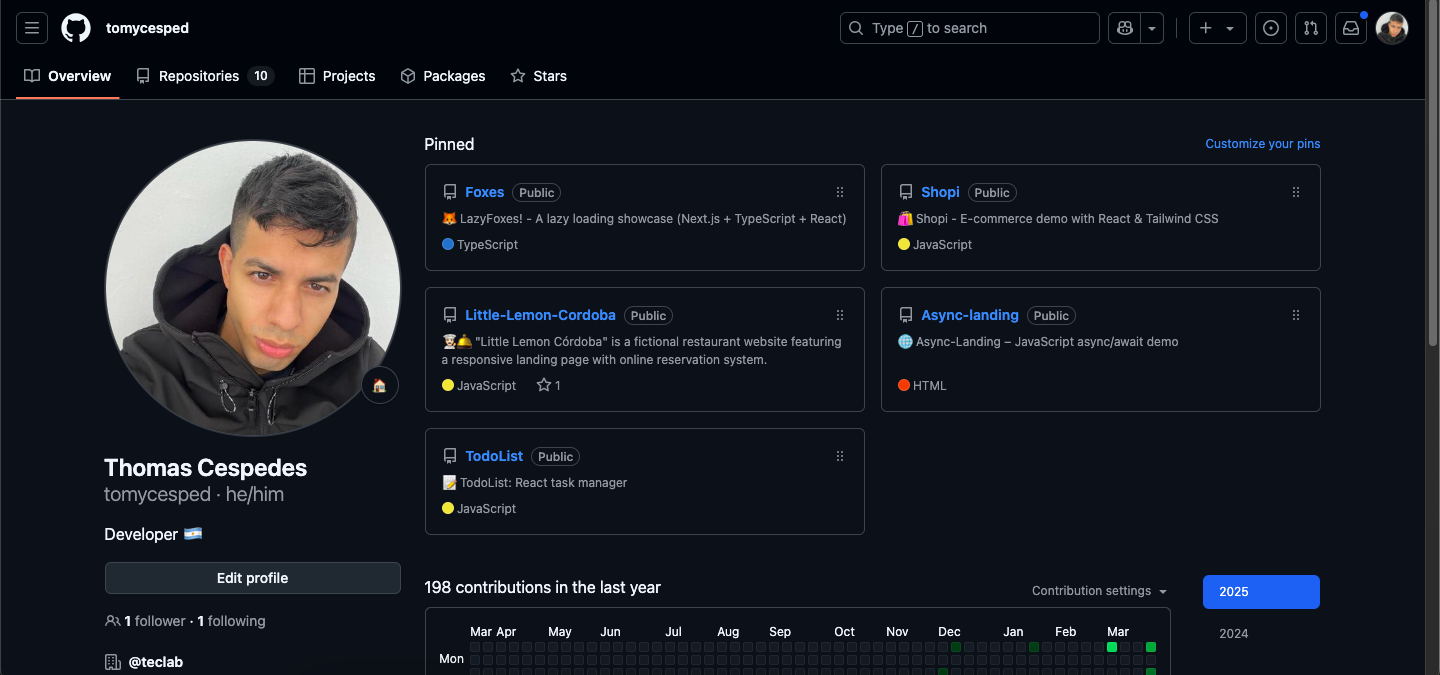 tomycesped
Type / to search
Overview
Repositories 10
Projects
Packages
Stars
Thomas Cespedes
tomycesped · he/him
Developer 🇦🇷
Edit profile
1 follower · 1 following
@teclab
Pinned
Customize your pins
Foxes Public
🦊 LazyFoxes! - A lazy loading showcase (Next.js + TypeScript + React)
TypeScript
Shopi Public
🛍️ Shopi - E-commerce demo with React & Tailwind CSS
JavaScript
Little-Lemon-Cordoba Public
👨🏻‍🍳🛎️ "Little Lemon Córdoba" is a fictional restaurant website featuring
a responsive landing page with online reservation system.
JavaScript 1
Async-landing Public
🌐 Async-Landing – JavaScript async/await demo
HTML
TodoList Public
📝 TodoList: React task manager
JavaScript
198 contributions in the last year
Contribution settings
2025
2024
Mar Apr May Jun Jul Aug Sep Oct Nov Dec Jan Feb Mar
Mon